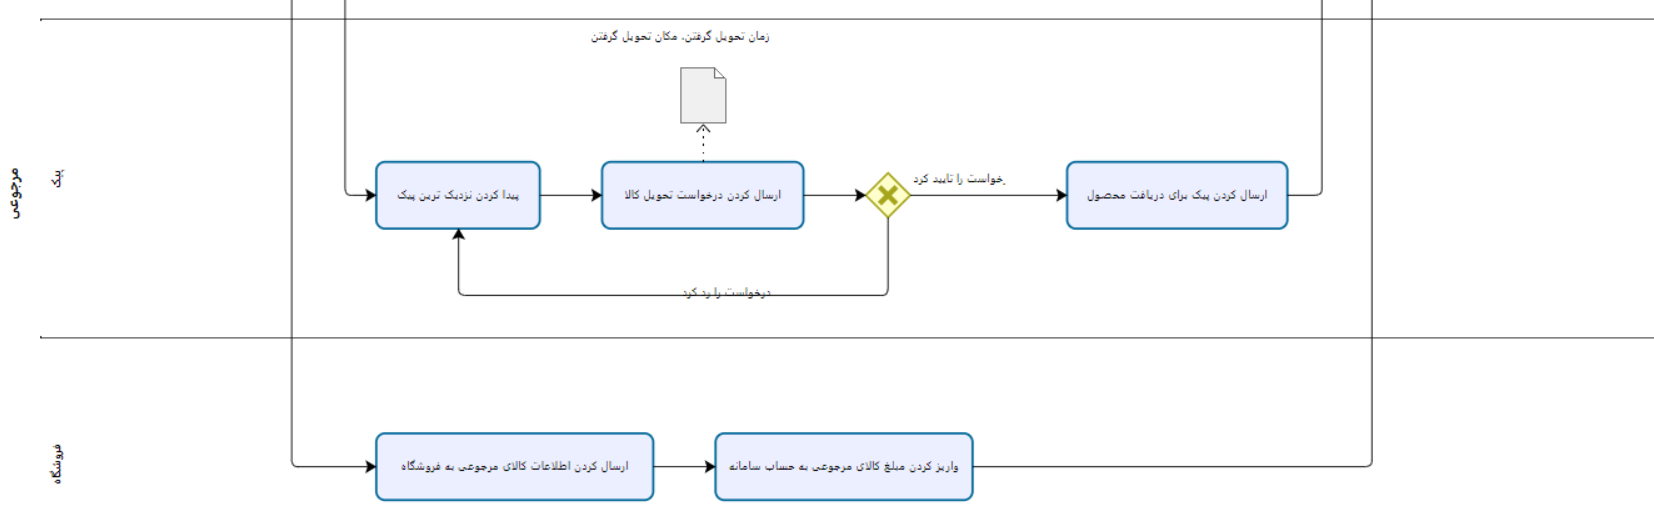 مرجوعی
پیک
زمان تحویل گرفتن، مکان تحویل گرفتن
پیدا کردن نزدیک ترین پیک
ارسال کردن درخواست تحویل کالا
خواست را تایید کرد
ارسال کردن پیک برای دریافت محصول
درخواست را رد کرد
فروشگاه
ارسال کردن اطلاعات کالای مرجوعی به فروشگاه
واریز کردن مبلغ کالای مرجوعی به حساب سامانه